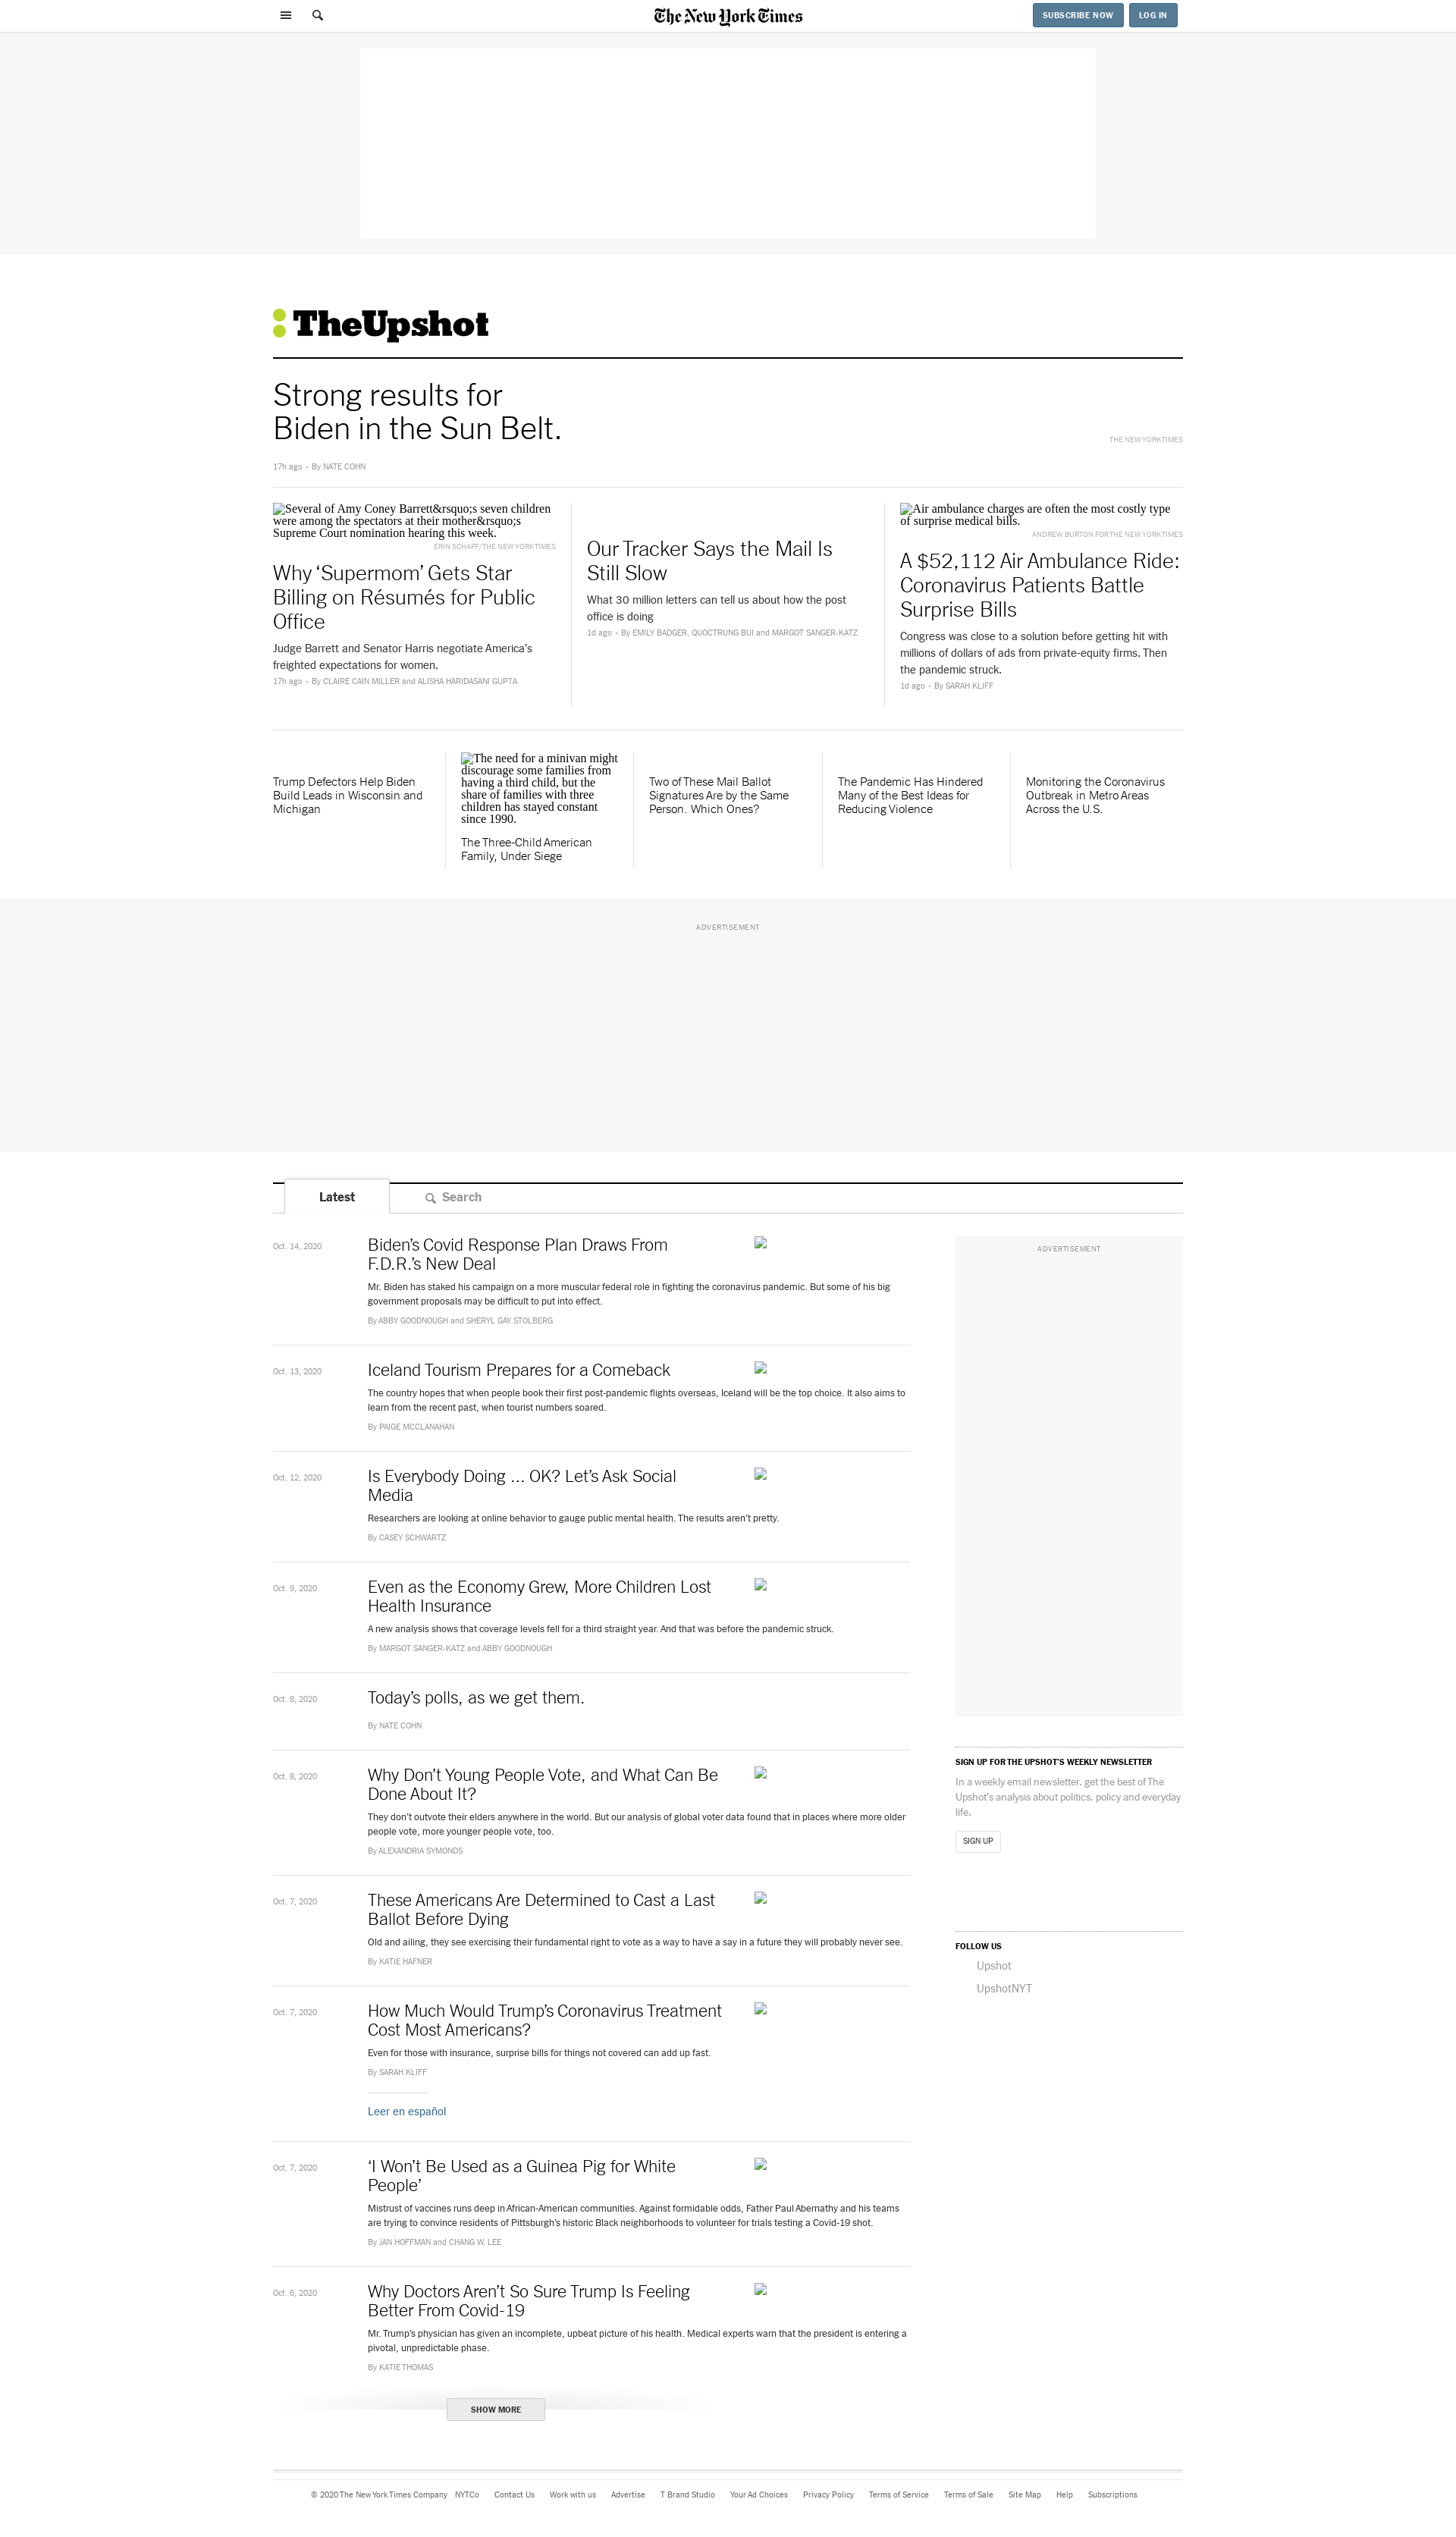 The New York Times
SUBSCRIBE NOW
LOG IN
TheUpshot
Strong results for
Biden in the Sun Belt.
THE NEW YORK TIMES
17h ago • By NATE COHN
Several of Amy Coney Barrett&rsquo;s seven children
were among the spectators at their mother&rsquo;s
Supreme Court nomination hearing this week.
ERIN SCHAFF/THE NEW YORK TIMES
Why ‘Supermom’ Gets Star
Billing on Résumés for Public
Office
Judge Barrett and Senator Harris negotiate America’s
freighted expectations for women.
17h ago • By CLAIRE CAIN MILLER and ALISHA HARIDASANI GUPTA
Our Tracker Says the Mail Is
Still Slow
What 30 million letters can tell us about how the post
office is doing
1d ago • By EMILY BADGER, QUOCTRUNG BUI and MARGOT SANGER-KATZ
Air ambulance charges are often the most costly type
of surprise medical bills.
ANDREW BURTON FOR THE NEW YORK TIMES
A $52,112 Air Ambulance Ride:
Coronavirus Patients Battle
Surprise Bills
Congress was close to a solution before getting hit with
millions of dollars of ads from private-equity firms. Then
the pandemic struck.
1d ago • By SARAH KLIFF
Trump Defectors Help Biden
Build Leads in Wisconsin and
Michigan
The need for a minivan might
discourage some families from
having a third child, but the
share of families with three
children has stayed constant
since 1990.
The Three-Child American
Family, Under Siege
Two of These Mail Ballot
Signatures Are by the Same
Person. Which Ones?
The Pandemic Has Hindered
Many of the Best Ideas for
Reducing Violence
Monitoring the Coronavirus
Outbreak in Metro Areas
Across the U.S.
ADVERTISEMENT
Latest
Search
Oct. 14, 2020
Biden’s Covid Response Plan Draws From
F.D.R.’s New Deal
Mr. Biden has staked his campaign on a more muscular federal role in fighting the coronavirus pandemic. But some of his big
government proposals may be difficult to put into effect.
By ABBY GOODNOUGH and SHERYL GAY STOLBERG
Oct. 13, 2020
Iceland Tourism Prepares for a Comeback
The country hopes that when people book their first post-pandemic flights overseas, Iceland will be the top choice. It also aims to
learn from the recent past, when tourist numbers soared.
By PAIGE MCCLANAHAN
Oct. 12, 2020
Is Everybody Doing ... OK? Let’s Ask Social
Media
Researchers are looking at online behavior to gauge public mental health. The results aren’t pretty.
By CASEY SCHWARTZ
Oct. 9, 2020
Even as the Economy Grew, More Children Lost
Health Insurance
A new analysis shows that coverage levels fell for a third straight year. And that was before the pandemic struck.
By MARGOT SANGER-KATZ and ABBY GOODNOUGH
Oct. 8, 2020
Today’s polls, as we get them.
By NATE COHN
Oct. 8, 2020
Why Don’t Young People Vote, and What Can Be
Done About It?
They don’t outvote their elders anywhere in the world. But our analysis of global voter data found that in places where more older
people vote, more younger people vote, too.
By ALEXANDRIA SYMONDS
Oct. 7, 2020
These Americans Are Determined to Cast a Last
Ballot Before Dying
Old and ailing, they see exercising their fundamental right to vote as a way to have a say in a future they will probably never see.
By KATIE HAFNER
Oct. 7, 2020
How Much Would Trump’s Coronavirus Treatment
Cost Most Americans?
Even for those with insurance, surprise bills for things not covered can add up fast.
By SARAH KLIFF
Leer en español
Oct. 7, 2020
‘I Won’t Be Used as a Guinea Pig for White
People’
Mistrust of vaccines runs deep in African-American communities. Against formidable odds, Father Paul Abernathy and his teams
are trying to convince residents of Pittsburgh’s historic Black neighborhoods to volunteer for trials testing a Covid-19 shot.
By JAN HOFFMAN and CHANG W. LEE
Oct. 6, 2020
Why Doctors Aren’t So Sure Trump Is Feeling
Better From Covid-19
Mr. Trump’s physician has given an incomplete, upbeat picture of his health. Medical experts warn that the president is entering a
pivotal, unpredictable phase.
By KATIE THOMAS
SHOW MORE
ADVERTISEMENT
SIGN UP FOR THE UPSHOT’S WEEKLY NEWSLETTER
In a weekly email newsletter, get the best of The
Upshot’s analysis about politics, policy and everyday
life.
SIGN UP
FOLLOW US
Upshot
UpshotNYT
© 2020 The New York Times Company NYTCo Contact Us Work with us Advertise T Brand Studio Your Ad Choices Privacy Policy Terms of Service Terms of Sale Site Map Help Subscriptions